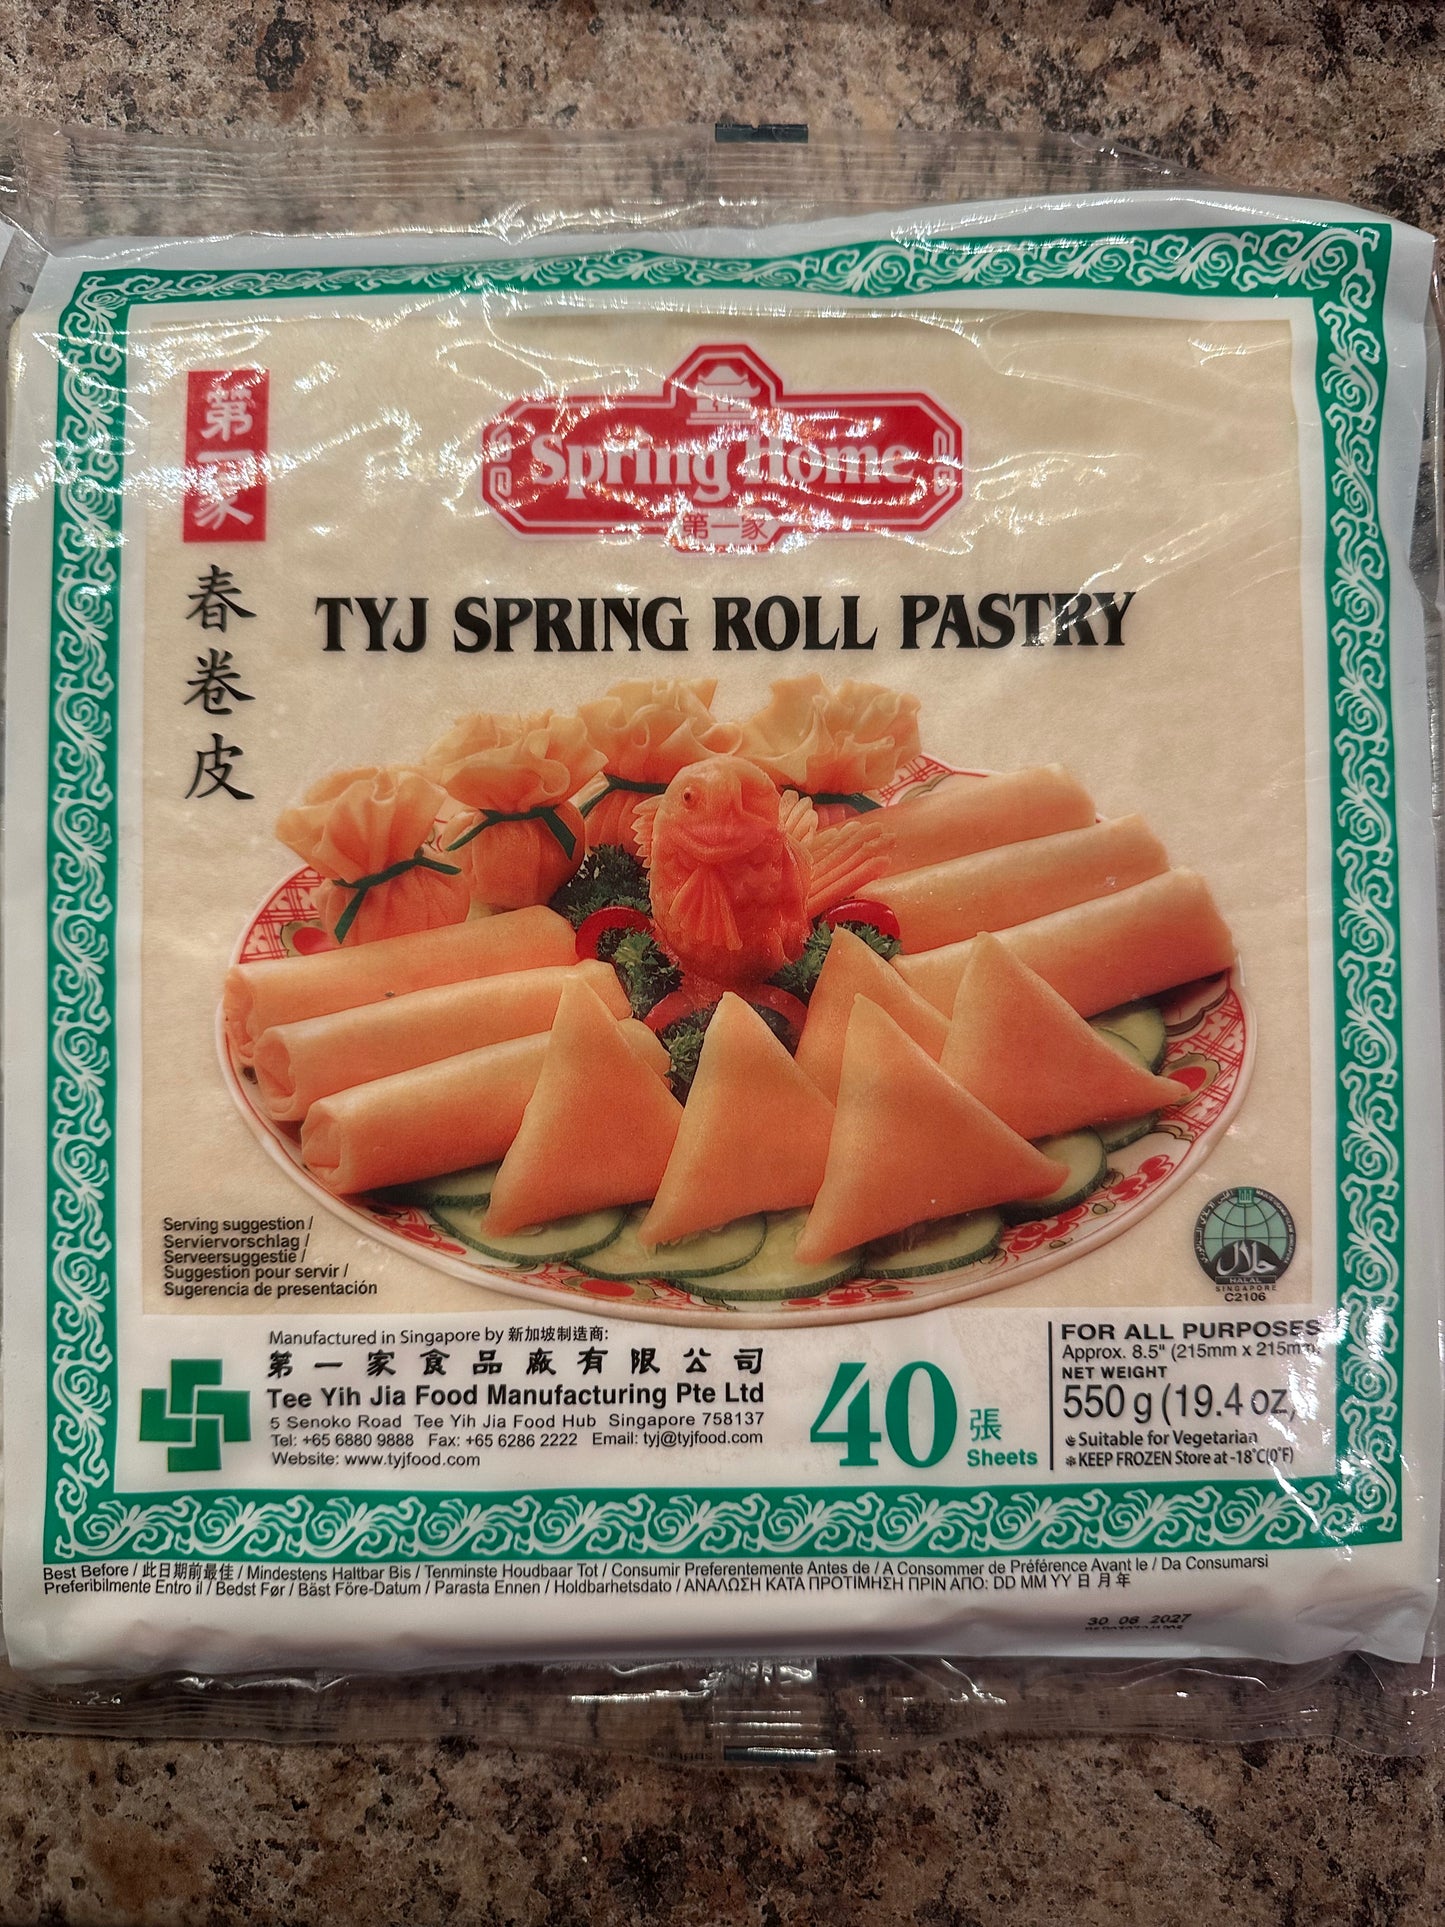 第一家
春卷皮
Spring Home
第一家
TYJ SPRING ROLL PASTRY
Serving suggestion /
Serviervorschlag /
Serveersuggestie /
Suggestion pour servir /
Sugerencia de presentación
HALAL
SINGAPORE
C2106
Manufactured in Singapore by 新加坡制造商:
第一家食品廠有限公司
Tee Yih Jia Food Manufacturing Pte Ltd
5 Senoko Road Tee Yih Jia Food Hub Singapore 758137
Tel: +65 6880 9888 Fax: +65 6286 2222 Email: tyj@tyjfood.com
Website: www.tyjfood.com
40 張
Sheets
FOR ALL PURPOSES
Approx. 8.5" (215mm x 215mm)
NET WEIGHT
550 g (19.4 oz)
Suitable for Vegetarian
KEEP FROZEN Store at -18°C(0°F)
Best Before / 此日期前最佳 / Mindestens Haltbar Bis / Tenminste Houdbaar Tot / Consumir Preferentemente Antes de / A Consommer de Préférence Avant le / Da Consumarsi
Preferibilmente Entro il / Bedst Før / Bäst Före-Datum / Parasta Ennen / Holdbarhetsdato / ΑΝΑΛΩΣΗ ΚΑΤΑ ΠΡΟΤΙΜΗΣΗ ΠΡΙΝ ΑΠΟ: DD MM YY 日 月 年
30 06 2027